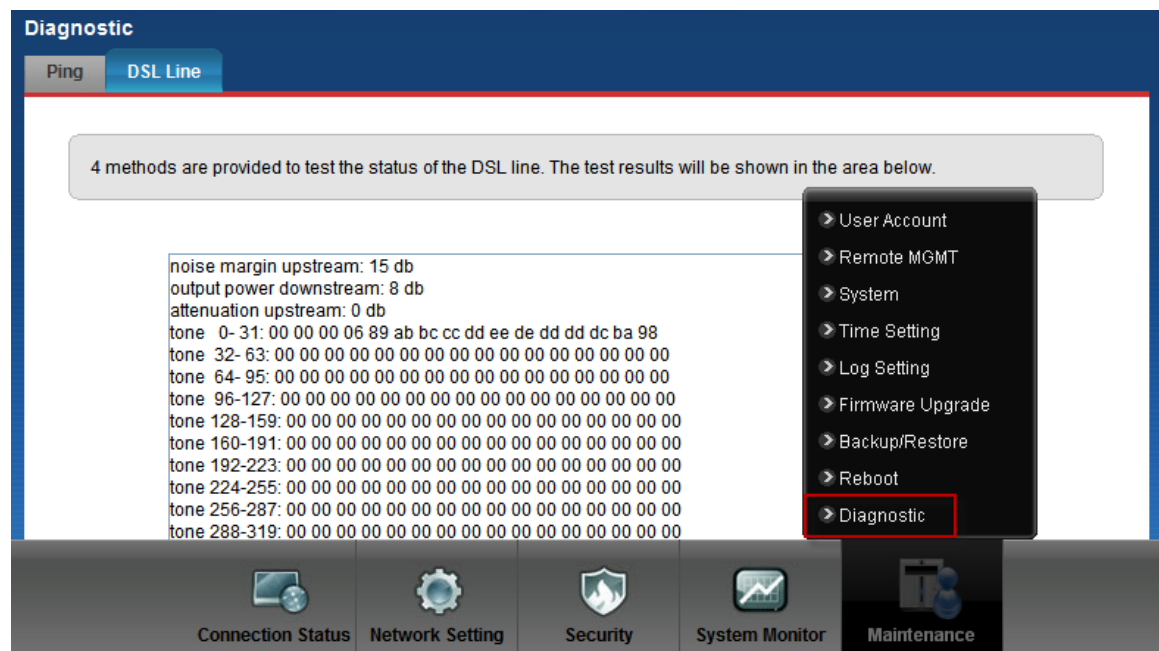 Diagnostic
Ping
DSL Line
4 methods are provided to test the status of the DSL line. The test results will be shown in the area below.
noise margin upstream: 15 db
output power downstream: 8 db
attenuation upstream: 0 db
tone 0- 31: 00 00 00 06 89 ab bc cc dd ee de dd dd dc ba 98
tone 32- 63: 00 00 00 00 00 00 00 00 00 00 00 00 00 00 00 00
tone 64- 95: 00 00 00 00 00 00 00 00 00 00 00 00 00 00 00 00
tone 96-127: 00 00 00 00 00 00 00 00 00 00 00 00 00 00 00 00
tone 128-159: 00 00 00 00 00 00 00 00 00 00 00 00 00 00 00 00
tone 160-191: 00 00 00 00 00 00 00 00 00 00 00 00 00 00 00 00
tone 192-223: 00 00 00 00 00 00 00 00 00 00 00 00 00 00 00 00
tone 224-255: 00 00 00 00 00 00 00 00 00 00 00 00 00 00 00 00
tone 256-287: 00 00 00 00 00 00 00 00 00 00 00 00 00 00 00 00
tone 288-319: 00 00 00 00 00 00 00 00 00 00 00 00 00 00 00 00
User Account
Remote MGMT
System
Time Setting
Log Setting
Firmware Upgrade
Backup/Restore
Reboot
Diagnostic
Connection Status
Network Setting
Security
System Monitor
Maintenance